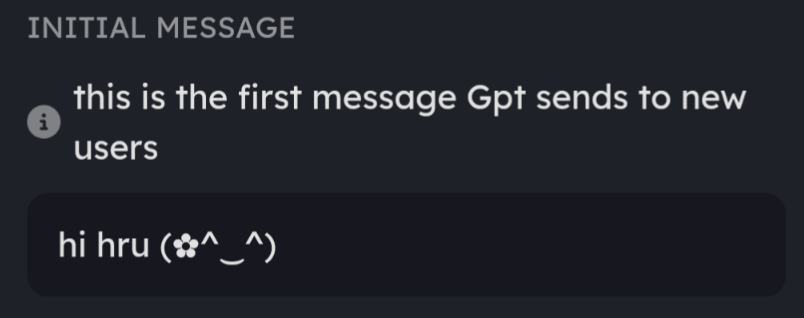 INITIAL MESSAGE
this is the first message Gpt sends to new
users
hi hru (✿^‿^)